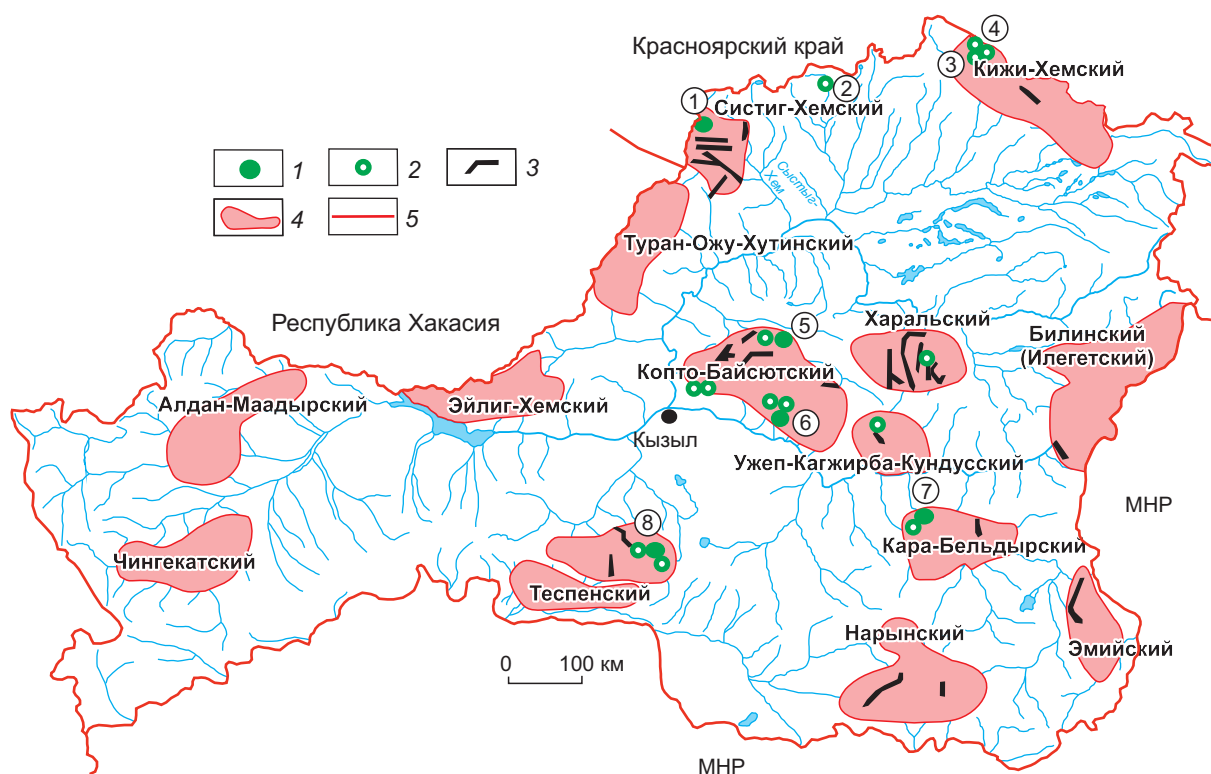 Красноярский край
④
③
Кижи-Хемский
②
①
Систиг-Хемский
1
2
3
4
5
Сыстыг-
Хем
Туран-Ожу-Хутинский
Республика Хакасия
⑤
Харальский
Билинский
(Илегетский)
Копто-Байсютский
Алдан-Маадырский
Эйлиг-Хемский
Кызыл
⑥
Ужеп-Кагжирба-Кундусский
⑦
МНР
⑧
Кара-Бельдырский
Чингекатский
Теспенский
Нарынский
Эмийский
0 100 км
МНР